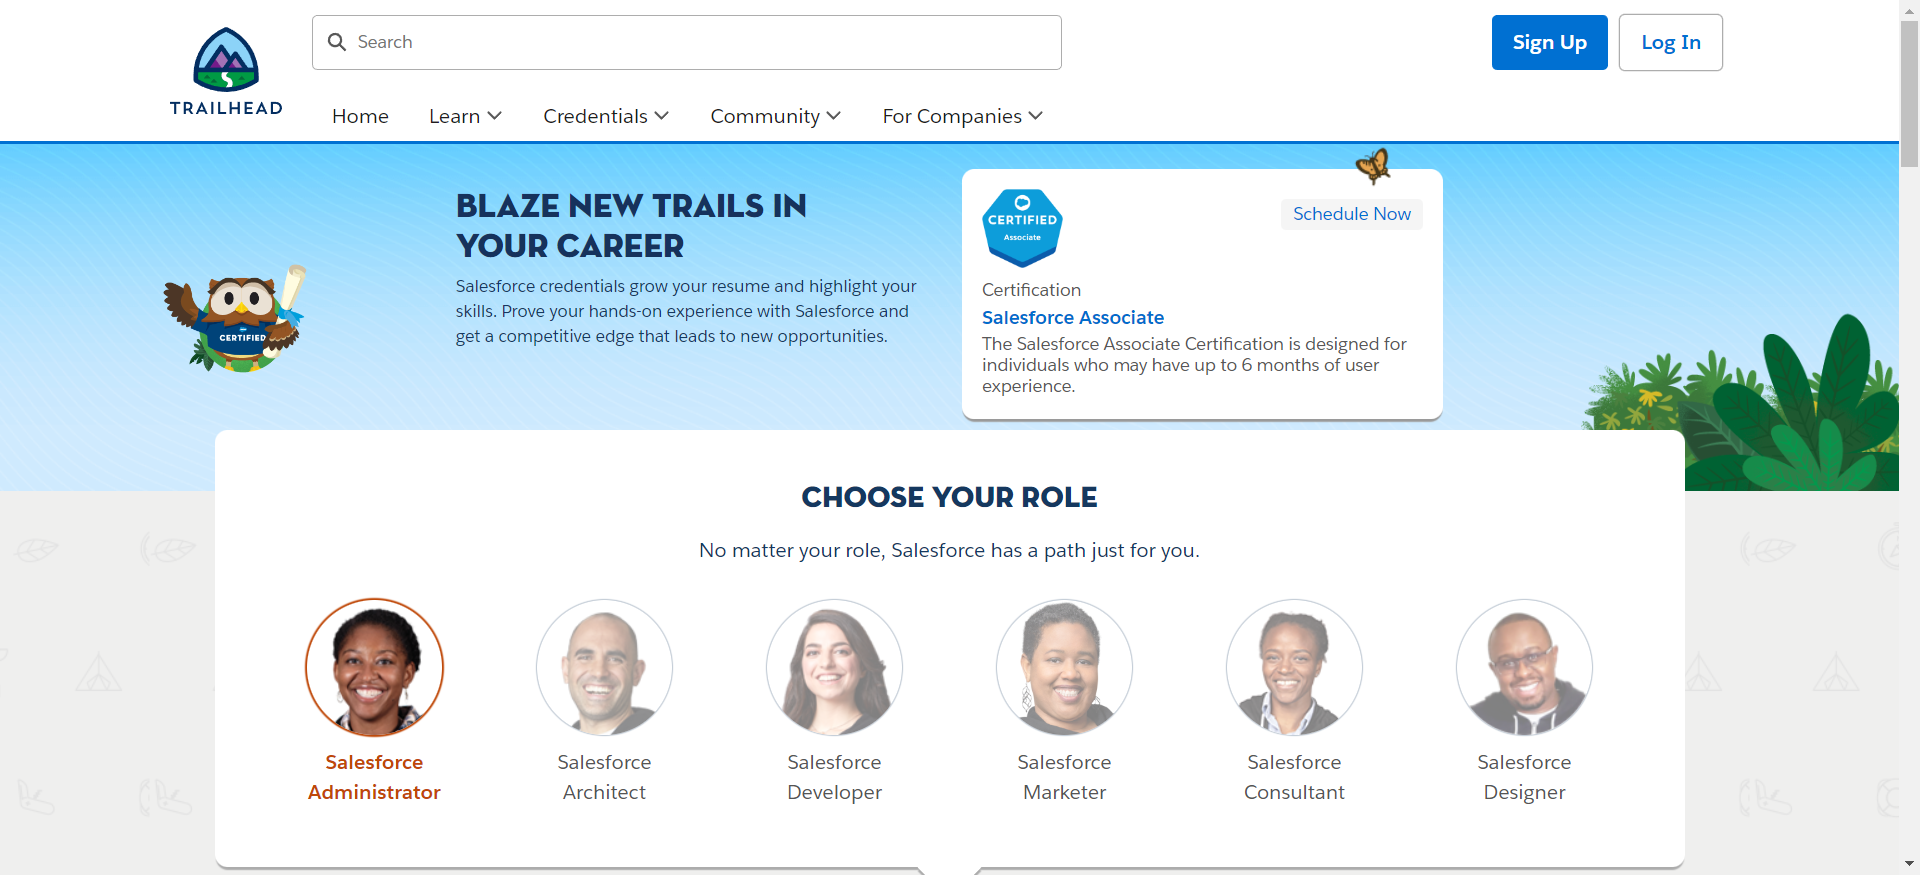 TRAILHEAD
Search
Sign Up
Log In
Home
Learn
Credentials
Community
For Companies
BLAZE NEW TRAILS IN
YOUR CAREER
Salesforce credentials grow your resume and highlight your
skills. Prove your hands-on experience with Salesforce and
get a competitive edge that leads to new opportunities.
CERTIFIED
CERTIFIED
Associate
Schedule Now
Certification
Salesforce Associate
The Salesforce Associate Certification is designed for
individuals who may have up to 6 months of user
experience.
CHOOSE YOUR ROLE
No matter your role, Salesforce has a path just for you.
Salesforce
Administrator
Salesforce
Architect
Salesforce
Developer
Salesforce
Marketer
Salesforce
Consultant
Salesforce
Designer